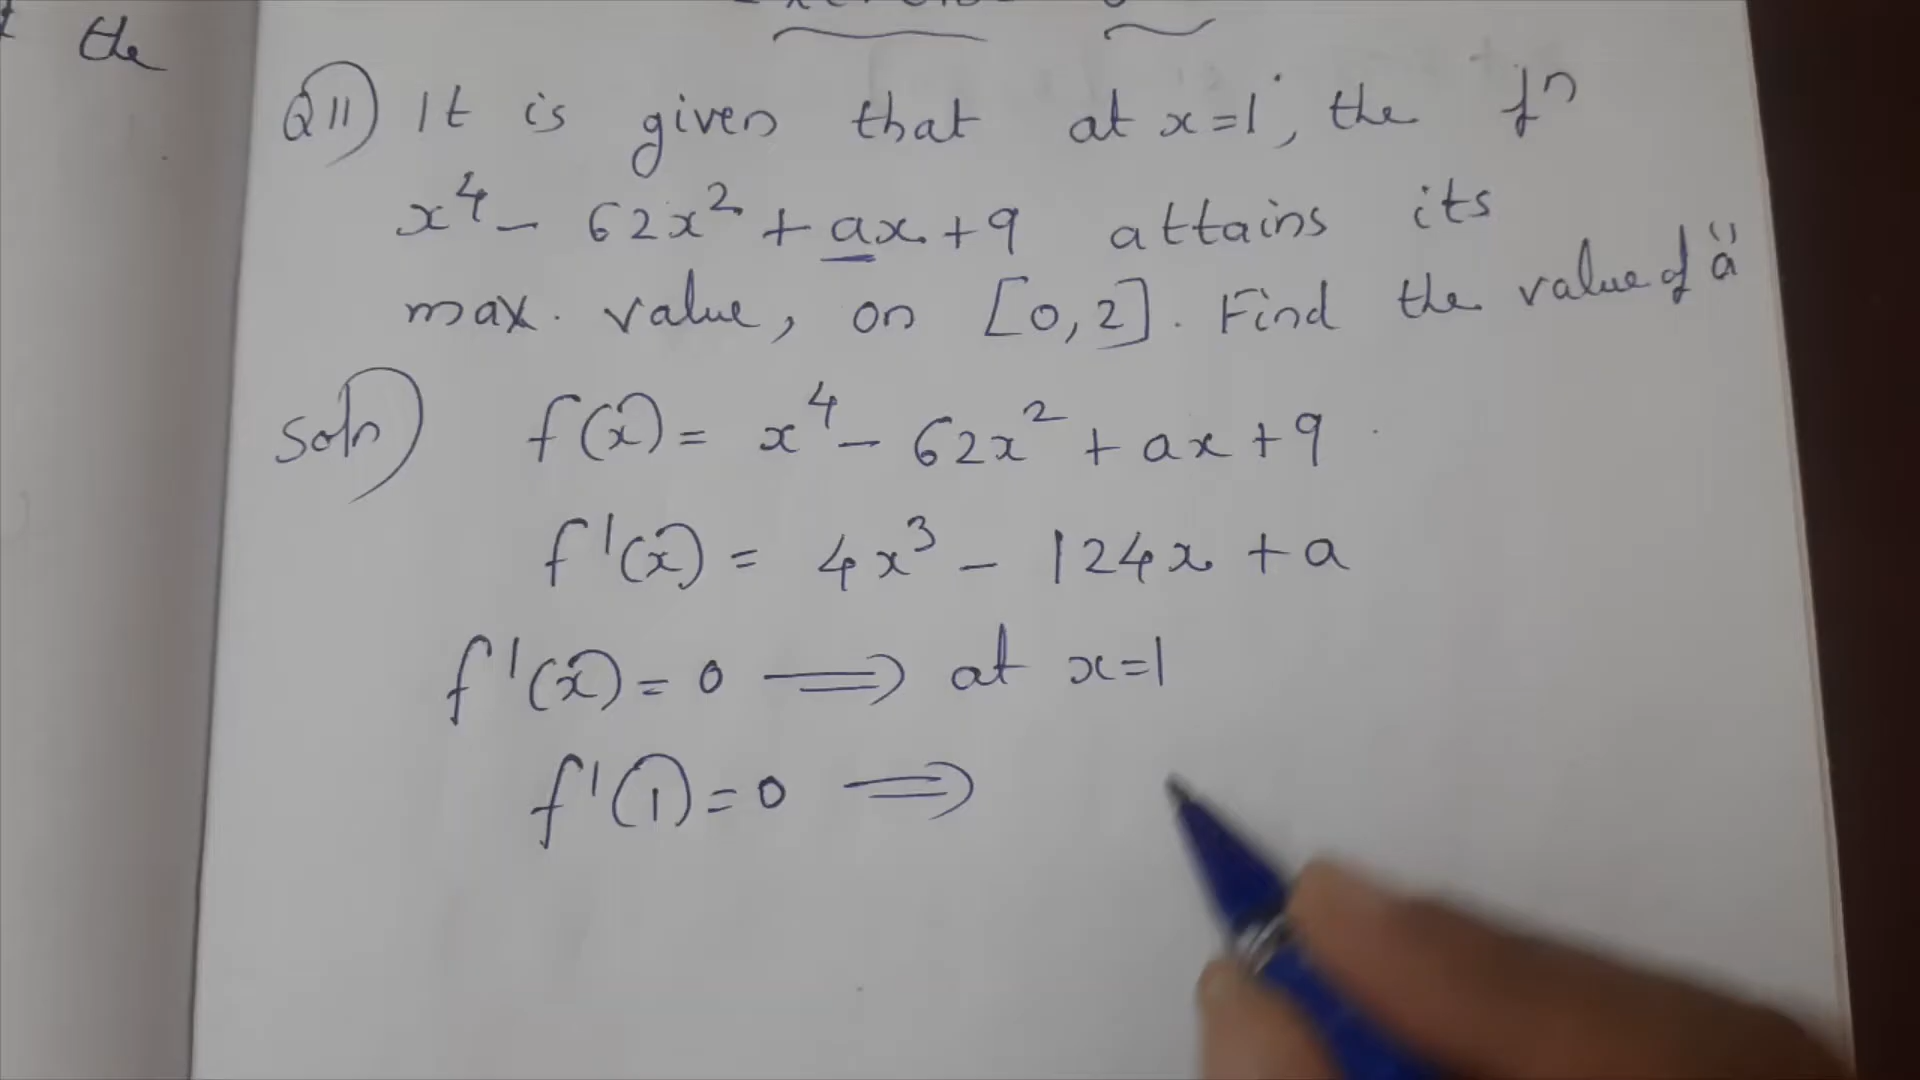 the
Q11) It is given that at x=1, the fn
x⁴ - 62x² + ax + 9 attains its
max. value, on [0, 2]. Find the value of "a
Soln) f(x) = x⁴ - 62x² + ax + 9
f'(x) = 4x³ - 124x + a
f'(x) = 0 ⟹ at x=1
f'(1) = 0 ⟹